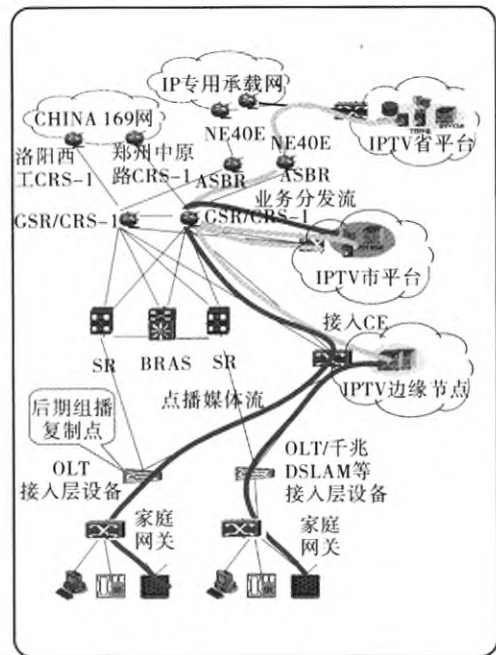 IP专用承载网
CHINA 169网
NE40E
IPTV省平台
洛阳西
工CRS-1
郑州中原
路CRS-1
NE40E
ASBR
ASBR
业务分发流
GSR/CRS-1
GSR/CRS-1
IPTV市平台
接入CE
SR
BRAS
SR
IPTV边缘节点
点播媒体流
后期组播
复制点
OLT
接入层设备
OLT/千兆
DSLAM等
接入层设备
家庭
网关
家庭
网关